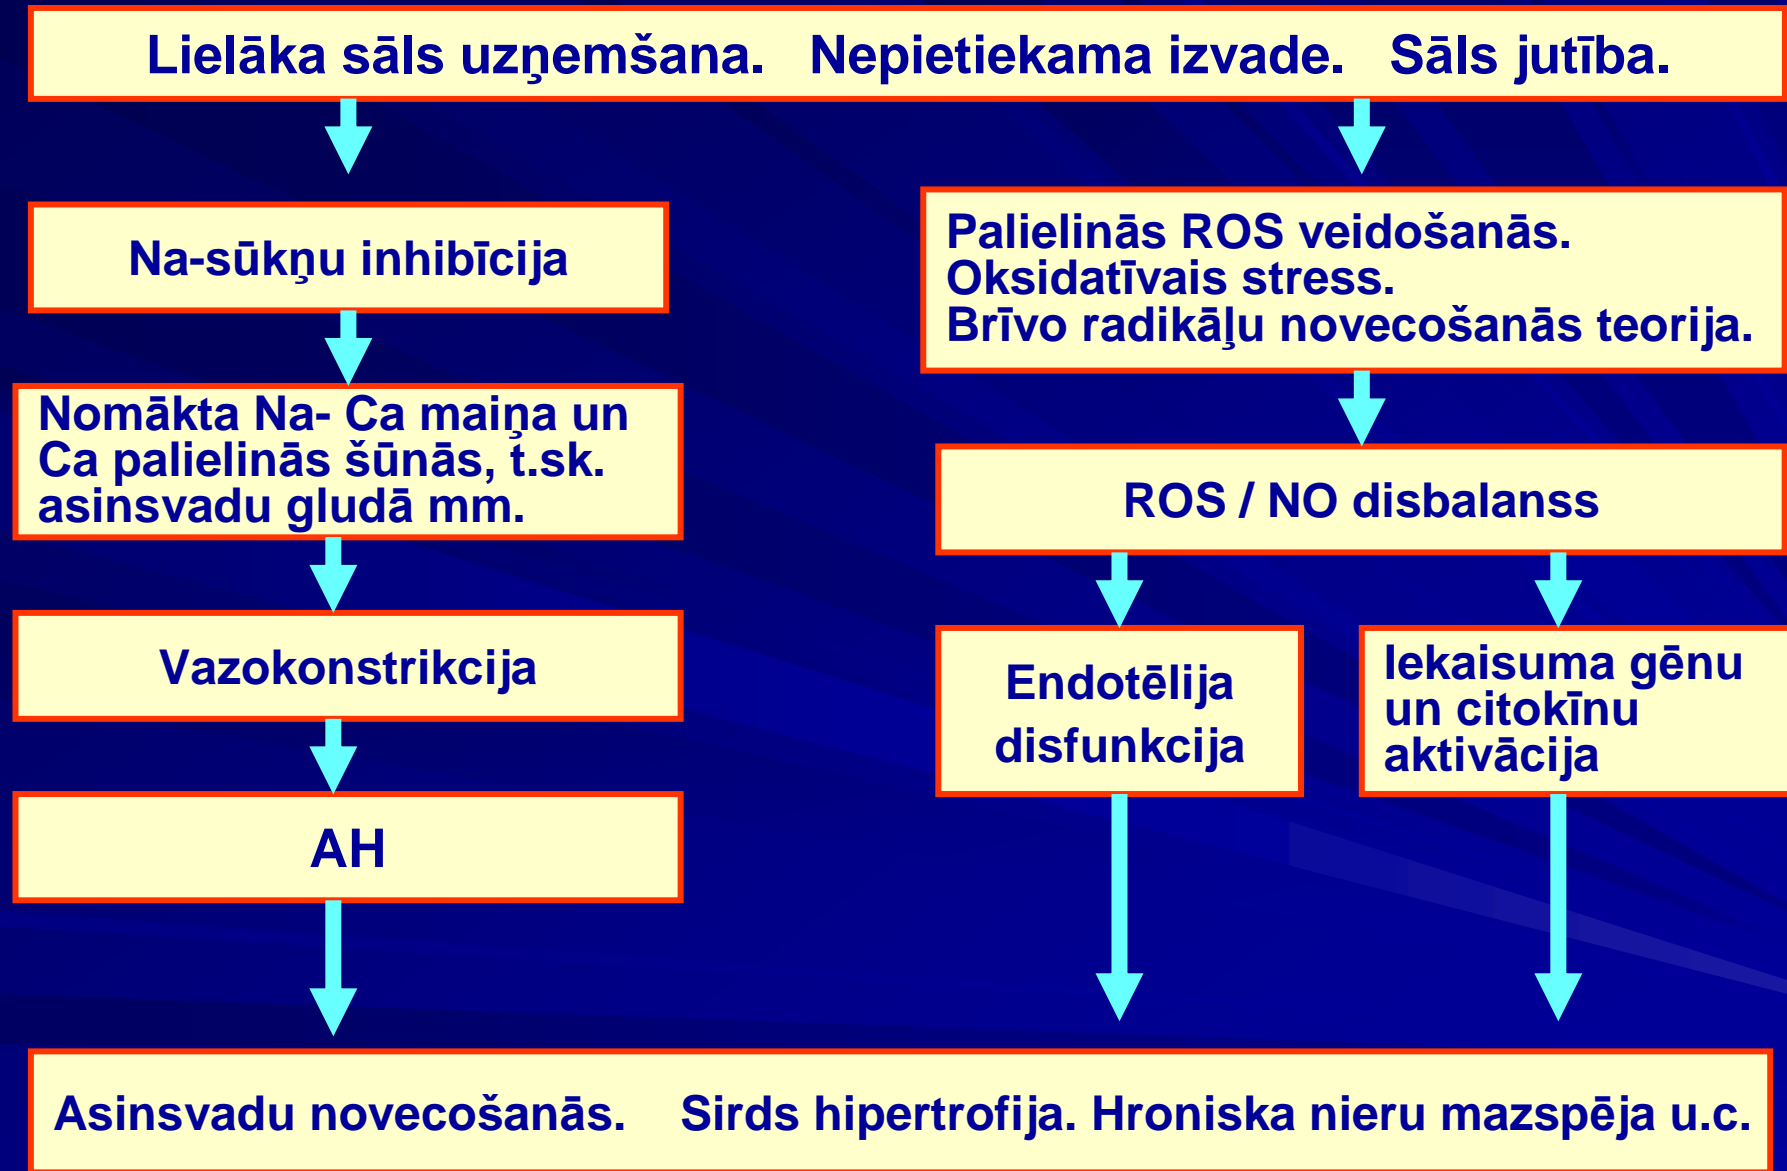 Lielāka sāls uzņemšana. Nepietiekama izvade. Sāls jutība.
Na-sūkņu inhibīcija
Nomākta Na- Ca maiņa un
Ca palielinās šūnās, t.sk.
asinsvadu gludā mm.
Vazokonstrikcija
AH
Palielinās ROS veidošanās.
Oksidatīvais stress.
Brīvo radikāļu novecošanās teorija.
ROS / NO disbalanss
Endotēlija
disfunkcija
Iekaisuma gēnu
un citokīnu
aktivācija
Asinsvadu novecošanās. Sirds hipertrofija. Hroniska nieru mazspēja u.c.